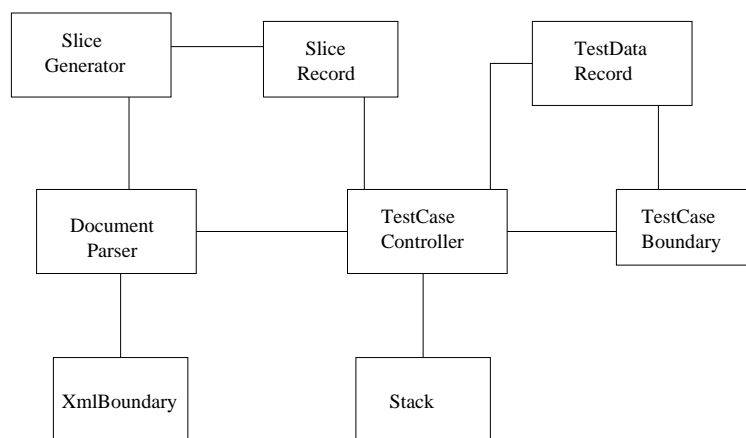 Slice
Generator
Slice
Record
TestData
Record
Document
Parser
TestCase
Controller
TestCase
Boundary
XmlBoundary
Stack